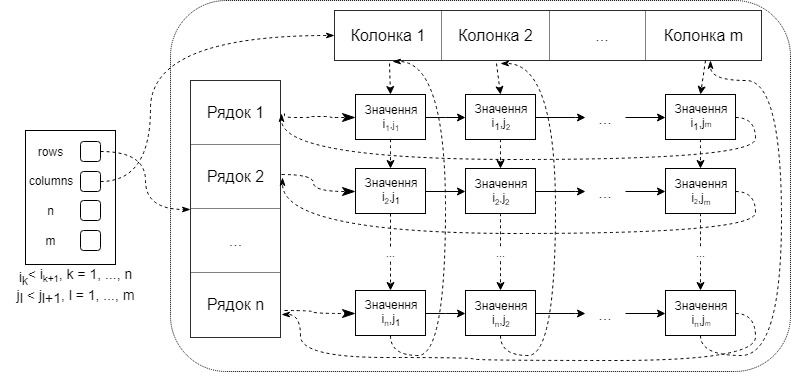 Колонка 1 Колонка 2 ... Колонка m
Рядок 1 Значення Значення ... Значення
i₁,j₁ i₁,j₂ i₁,jₘ
rows
columns
n
m
Рядок 2 Значення Значення ... Значення
i₂,j₁ i₂,j₂ i₂,jₘ
... ... ... ...
iₖ< iₖ₊₁, k = 1, ..., n
jl < jl+1, l = 1, ..., m
Рядок n Значення Значення ... Значення
iₙ,j₁ iₙ,j₂ iₙ,jₘ